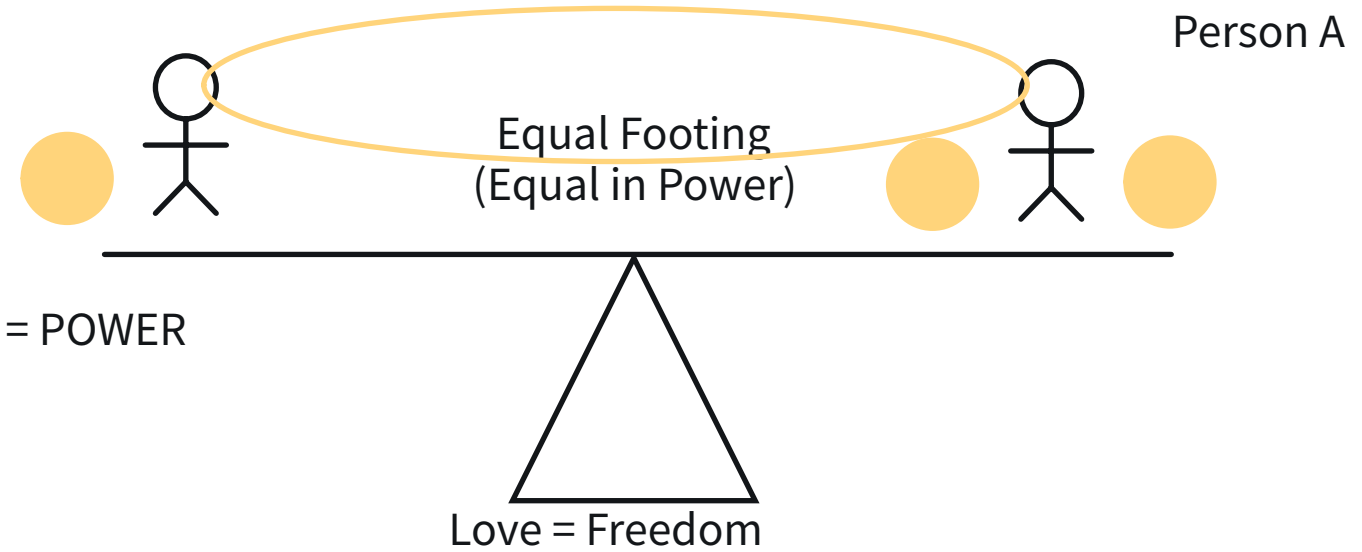 Person A
Equal Footing
(Equal in Power)
= POWER
Love = Freedom